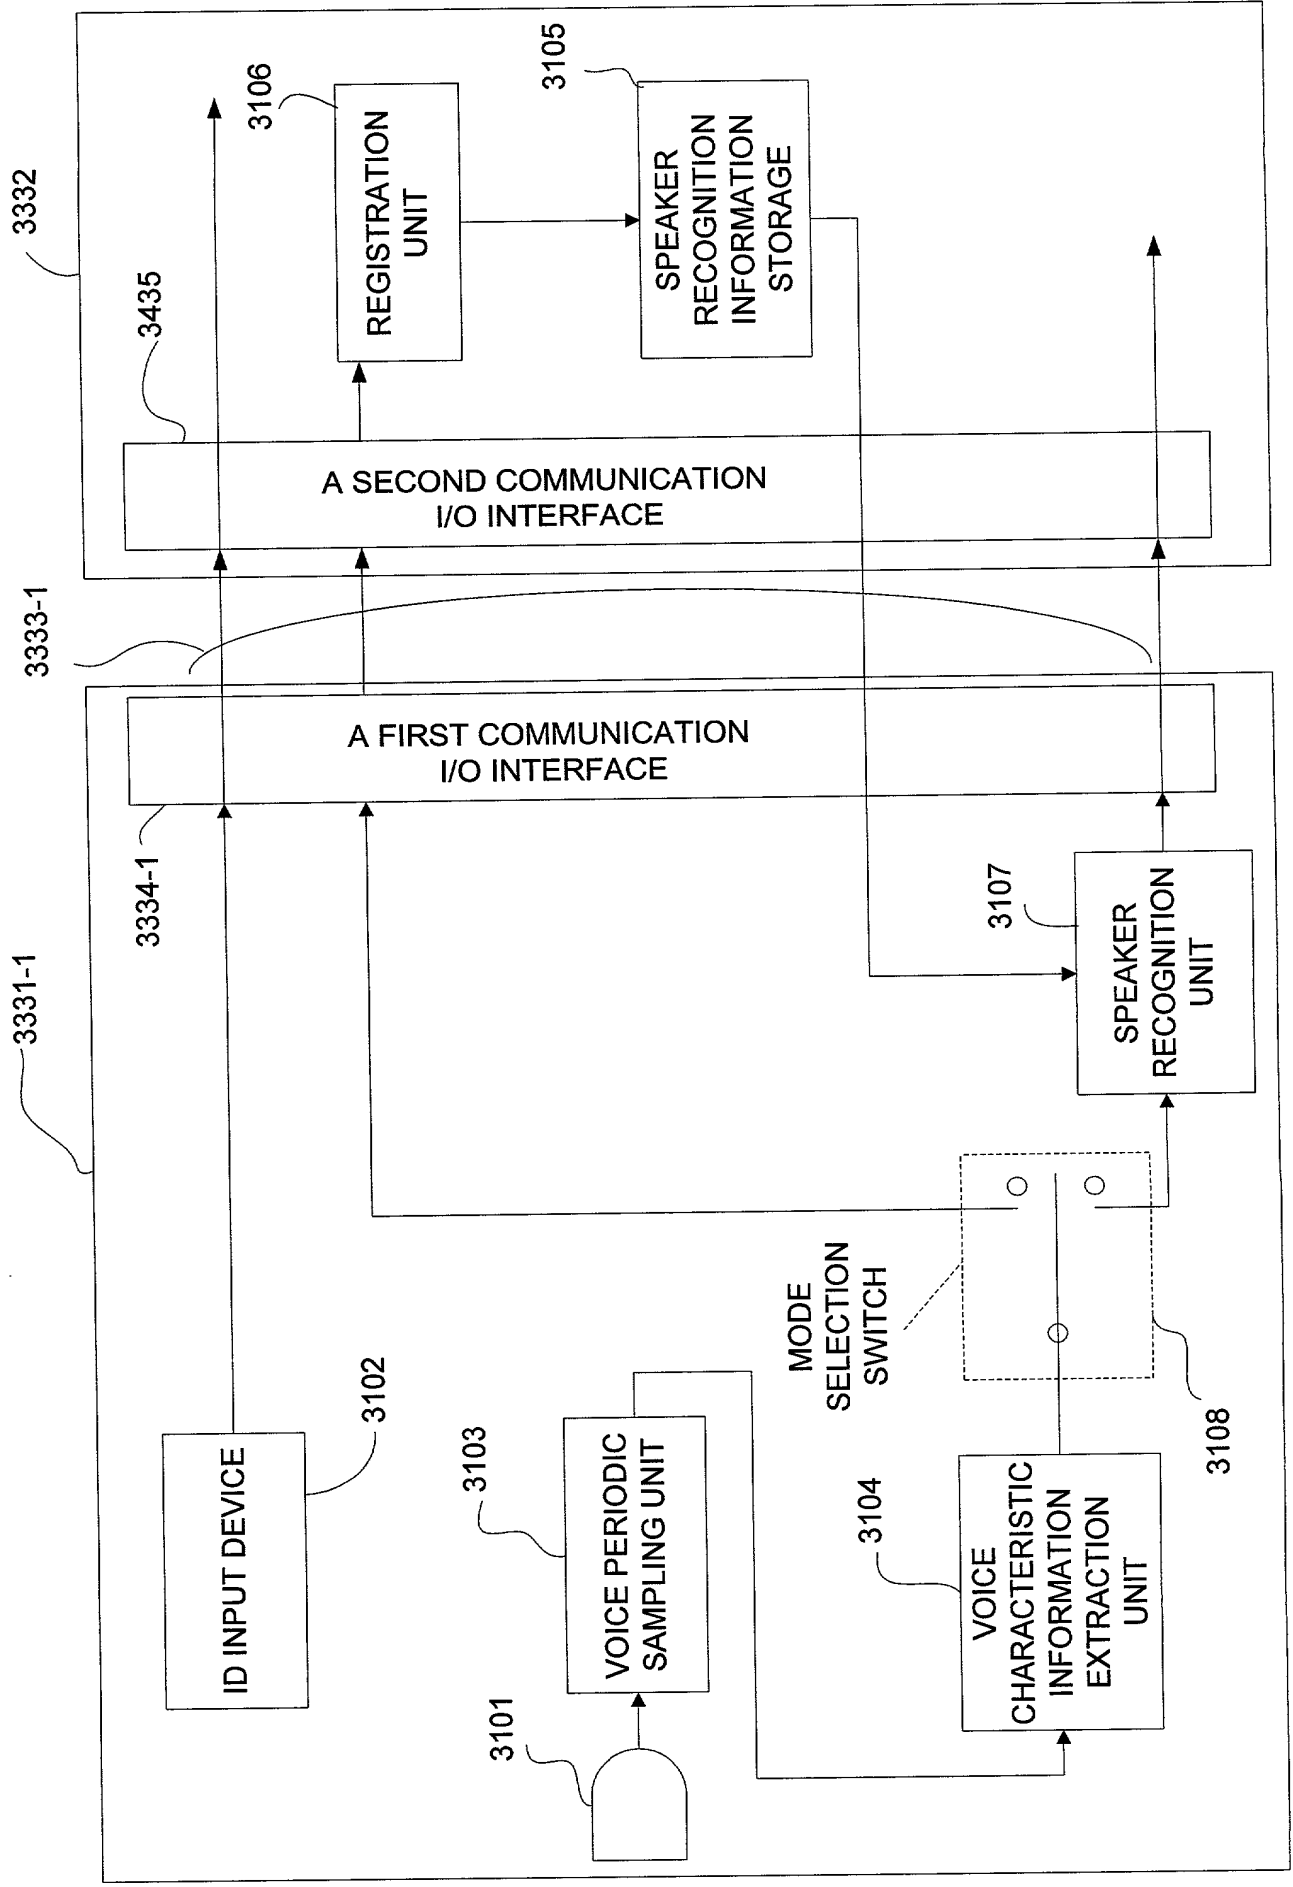 3331-1
3332
3333-1
3334-1
3435
3106
3105
ID INPUT DEVICE
3102
A FIRST COMMUNICATION
I/O INTERFACE
A SECOND COMMUNICATION
I/O INTERFACE
REGISTRATION
UNIT
SPEAKER
RECOGNITION
INFORMATION
STORAGE
3101
VOICE PERIODIC
SAMPLING UNIT
3103
MODE
SELECTION
SWITCH
3104
VOICE
CHARACTERISTIC
INFORMATION
EXTRACTION
UNIT
3108
3107
SPEAKER
RECOGNITION
UNIT